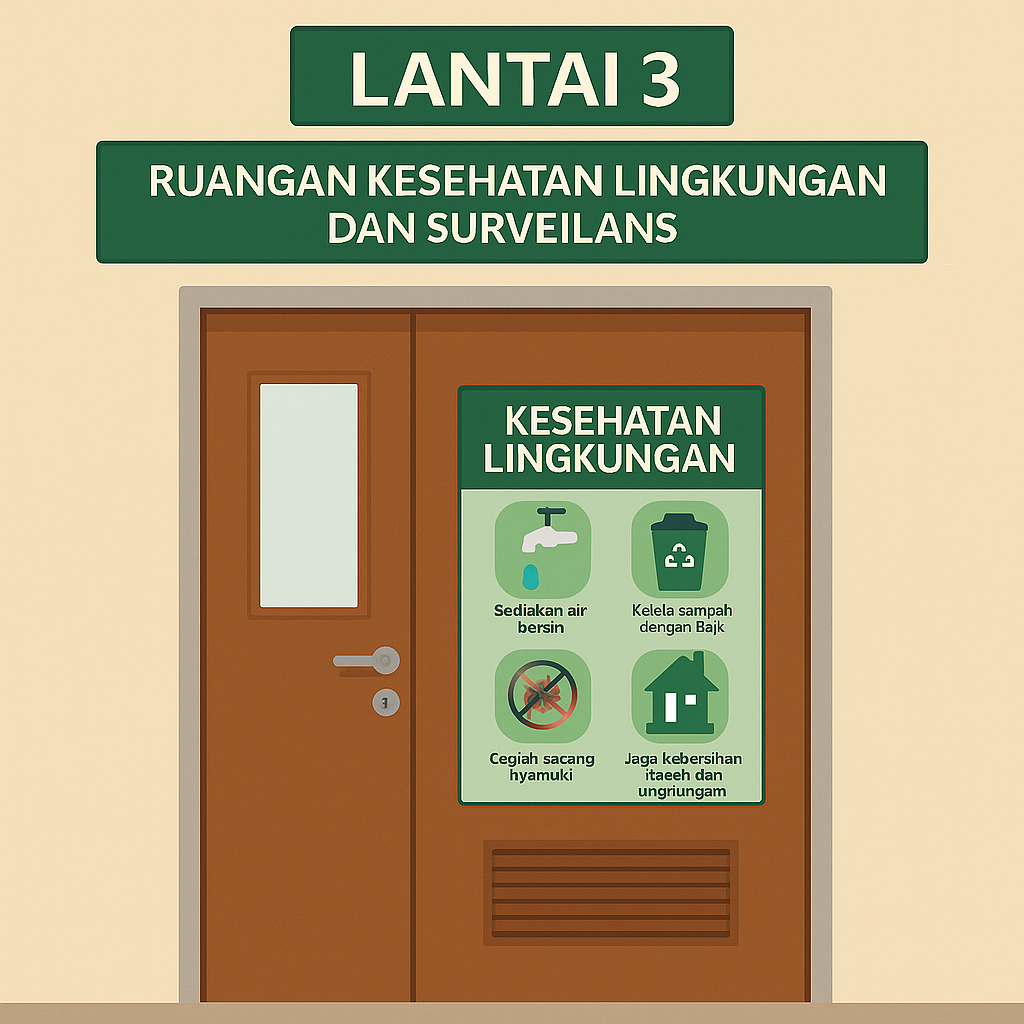 LANTAI 3
RUANGAN KESEHATAN LINGKUNGAN
DAN SURVEILANS
KESEHATAN
LINGKUNGAN
Sediakan air
bersin
Kelela sampah
dengan Bajk
Cegiah sacang
hyamuki
Jaga kebersihan
itaeeh dan
ungriungam